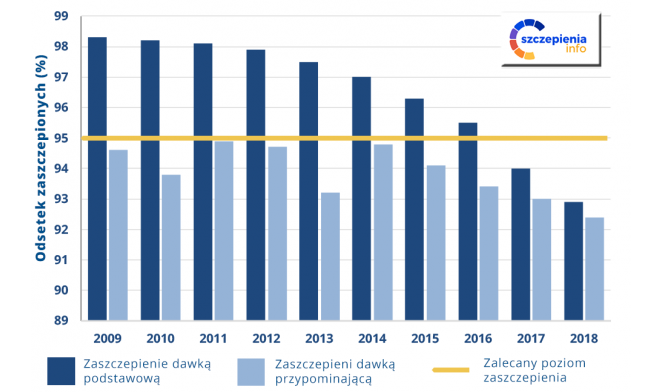 99
98
97
96
95
94
93
92
91
90
89
Odsetek zaszczepionych (%)
szczepienia
info
2009 2010 2011 2012 2013 2014 2015 2016 2017 2018
Zaszczepienie dawką
podstawową
Zaszczepieni dawką
przypominającą
Zalecany poziom
zaszczepienia